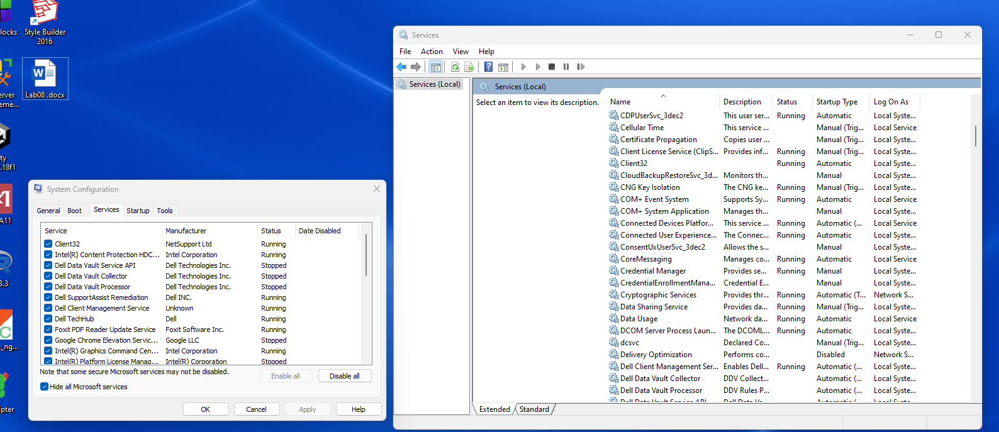 locks
Style Builder
2016
erver
eme...
Lab08 .docx
ty
.18f1
A11
3.3
_ng...
pter
System Configuration
General Boot Services Startup Tools
Service Manufacturer Status Date Disabled
Client32 NetSupport Ltd Running
Intel(R) Content Protection HDC... Intel Corporation Running
Dell Data Vault Service API Dell Technologies Inc. Stopped
Dell Data Vault Collector Dell Technologies Inc. Stopped
Dell Data Vault Processor Dell Technologies Inc. Stopped
Dell SupportAssist Remediation Dell INC. Running
Dell Client Management Service Unknown Running
Dell TechHub Dell Running
Foxit PDF Reader Update Service Foxit Software Inc. Running
Google Chrome Elevation Servic... Google LLC Stopped
Intel(R) Graphics Command Cen... Intel Corporation Running
Intel(R) Platform License Manag... Intel(R) Corporation Stopped
Note that some secure Microsoft services may not be disabled.
Enable all Disable all
Hide all Microsoft services
OK Cancel Apply Help
Services
File Action View Help
Services (Local)
Services (Local)
Select an item to view its description.
Name Description Status Startup Type Log On As
CDPUserSvc_3dec2 This user ser... Running Automatic Local Syste...
Cellular Time This service ... Manual (Trig... Local Service
Certificate Propagation Copies user ... Manual (Trig... Local Syste...
Client License Service (ClipS... Provides inf... Running Manual (Trig... Local Syste...
Client32 Running Automatic Local Syste...
CloudBackupRestoreSvc_3d... Monitors th... Manual Local Syste...
CNG Key Isolation The CNG ke... Running Manual (Trig... Local Syste...
COM+ Event System Supports Sy... Running Automatic Local Service
COM+ System Application Manages th... Manual Local Syste...
Connected Devices Platfor... This service ... Running Automatic (... Local Service
Connected User Experience... The Connec... Running Automatic Local Syste...
ConsentUxUserSvc_3dec2 Allows the s... Manual Local Syste...
CoreMessaging Manages co... Running Automatic Local Service
Credential Manager Provides se... Running Manual Local Syste...
CredentialEnrollmentMana... Credential E... Manual Local Syste...
Cryptographic Services Provides thr... Running Automatic (T... Network S...
Data Sharing Service Provides da... Running Manual (Trig... Local Syste...
Data Usage Network da... Running Automatic Local Service
DCOM Server Process Laun... The DCOML... Running Automatic Local Syste...
dcsvc Declared Co... Manual (Trig... Local Syste...
Delivery Optimization Performs co... Disabled Network S...
Dell Client Management Ser... Enables Dell... Running Automatic (... Local Syste...
Dell Data Vault Collector DDV Collect... Automatic (... Local Syste...
Dell Data Vault Processor DDV Rules P... Automatic (... Local Syste...
Dell Data Vault Service API Dell Data Va... Automatic (... Local Syste...
Extended Standard